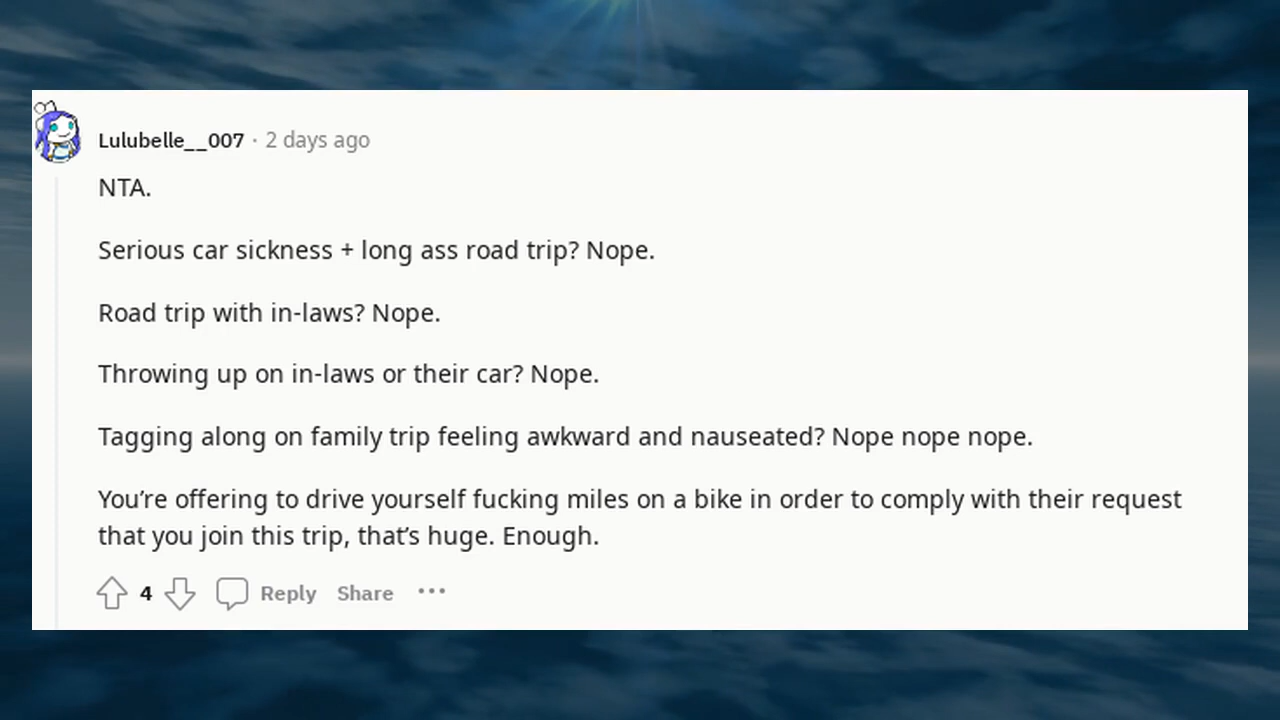 Lulubelle__007 · 2 days ago
NTA.
Serious car sickness + long ass road trip? Nope.
Road trip with in-laws? Nope.
Throwing up on in-laws or their car? Nope.
Tagging along on family trip feeling awkward and nauseated? Nope nope nope.
You’re offering to drive yourself fucking miles on a bike in order to comply with their request
that you join this trip, that’s huge. Enough.
4 Reply Share ···